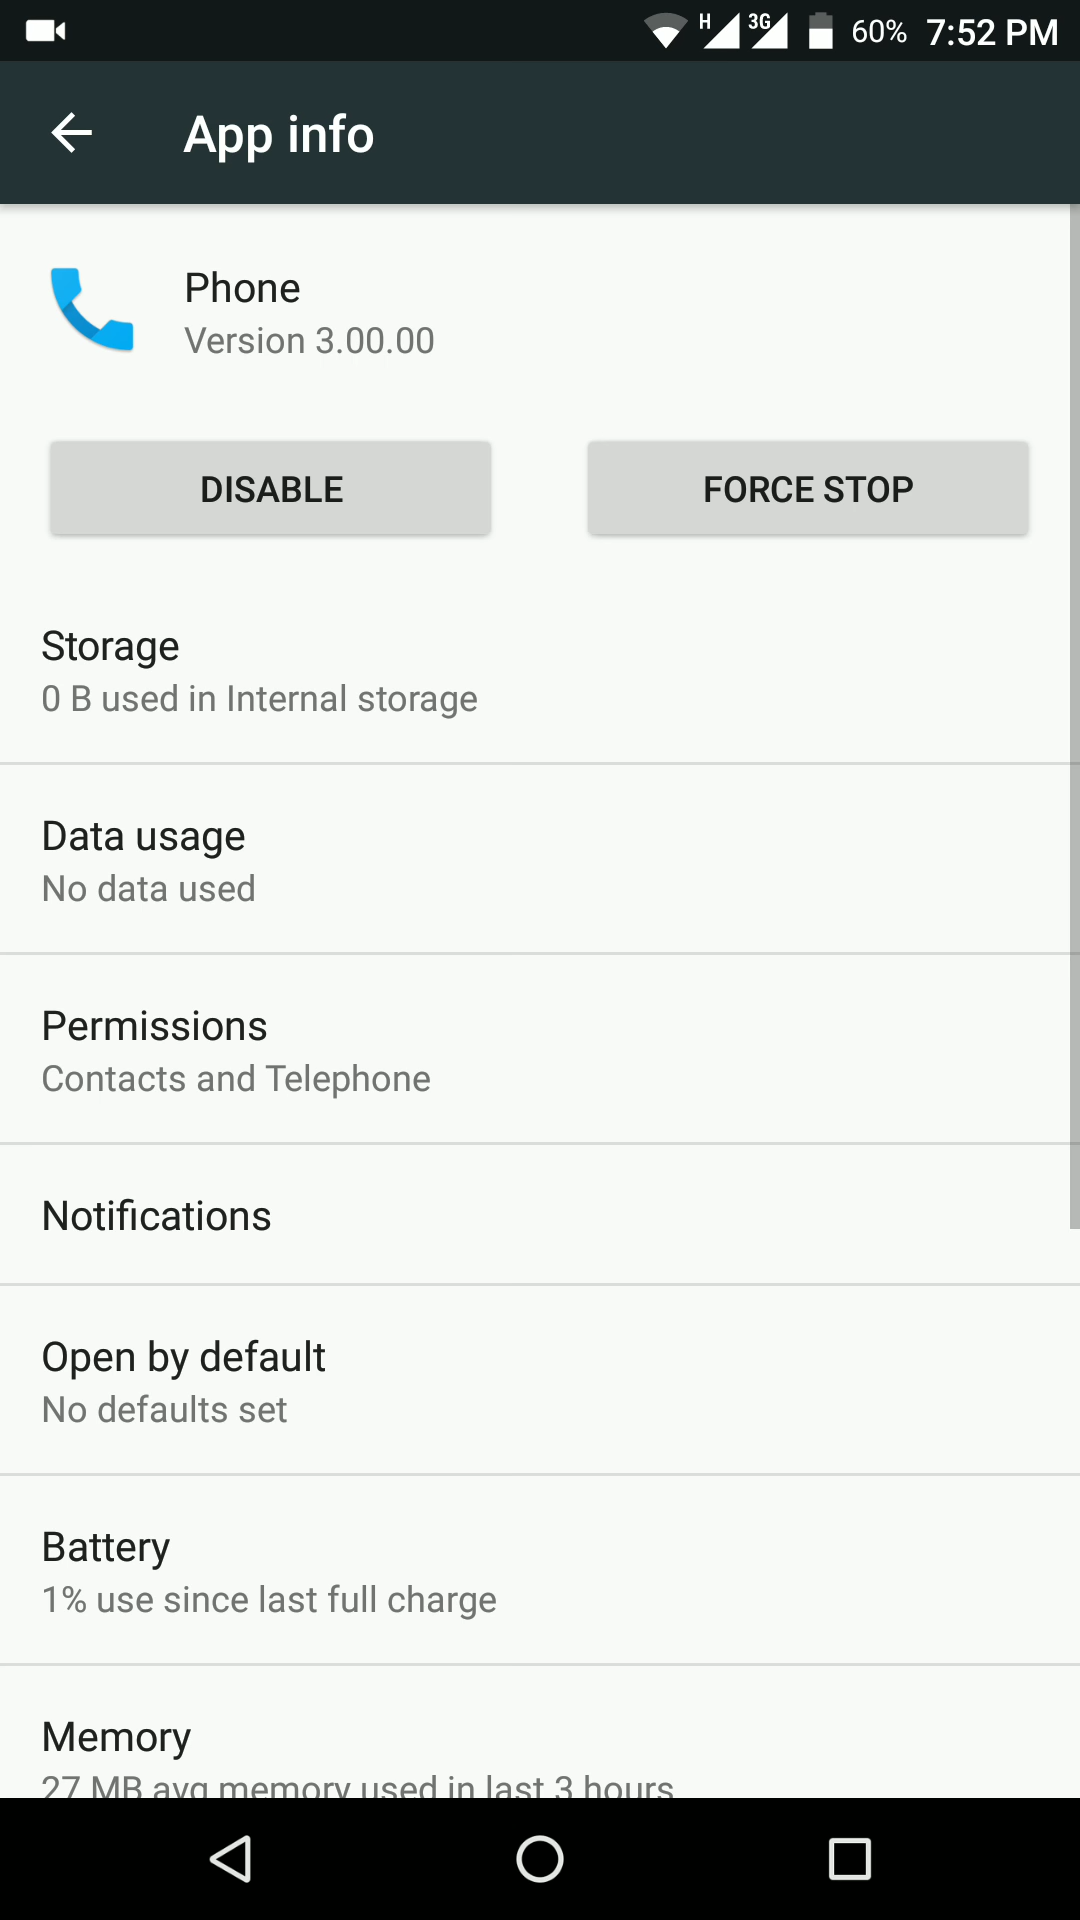 H 3G 60% 7:52 PM
App info
Phone
Version 3.00.00
DISABLE FORCE STOP
Storage
0 B used in Internal storage
Data usage
No data used
Permissions
Contacts and Telephone
Notifications
Open by default
No defaults set
Battery
1% use since last full charge
Memory
27 MB avg memory used in last 3 hours